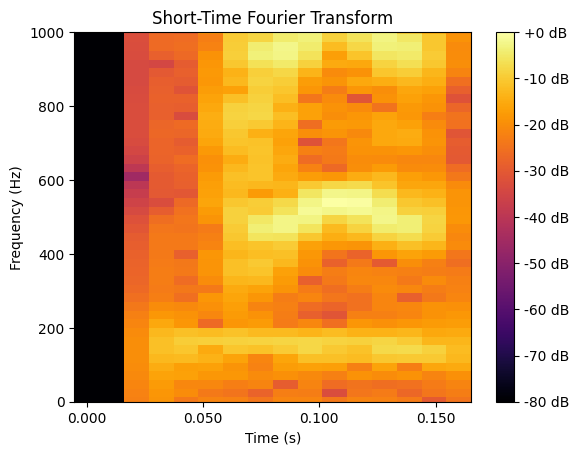 Short-Time Fourier Transform
1000
800
600
400
200
0
Frequency (Hz)
0.000
0.050
0.100
0.150
Time (s)
+0 dB
-10 dB
-20 dB
-30 dB
-40 dB
-50 dB
-60 dB
-70 dB
-80 dB